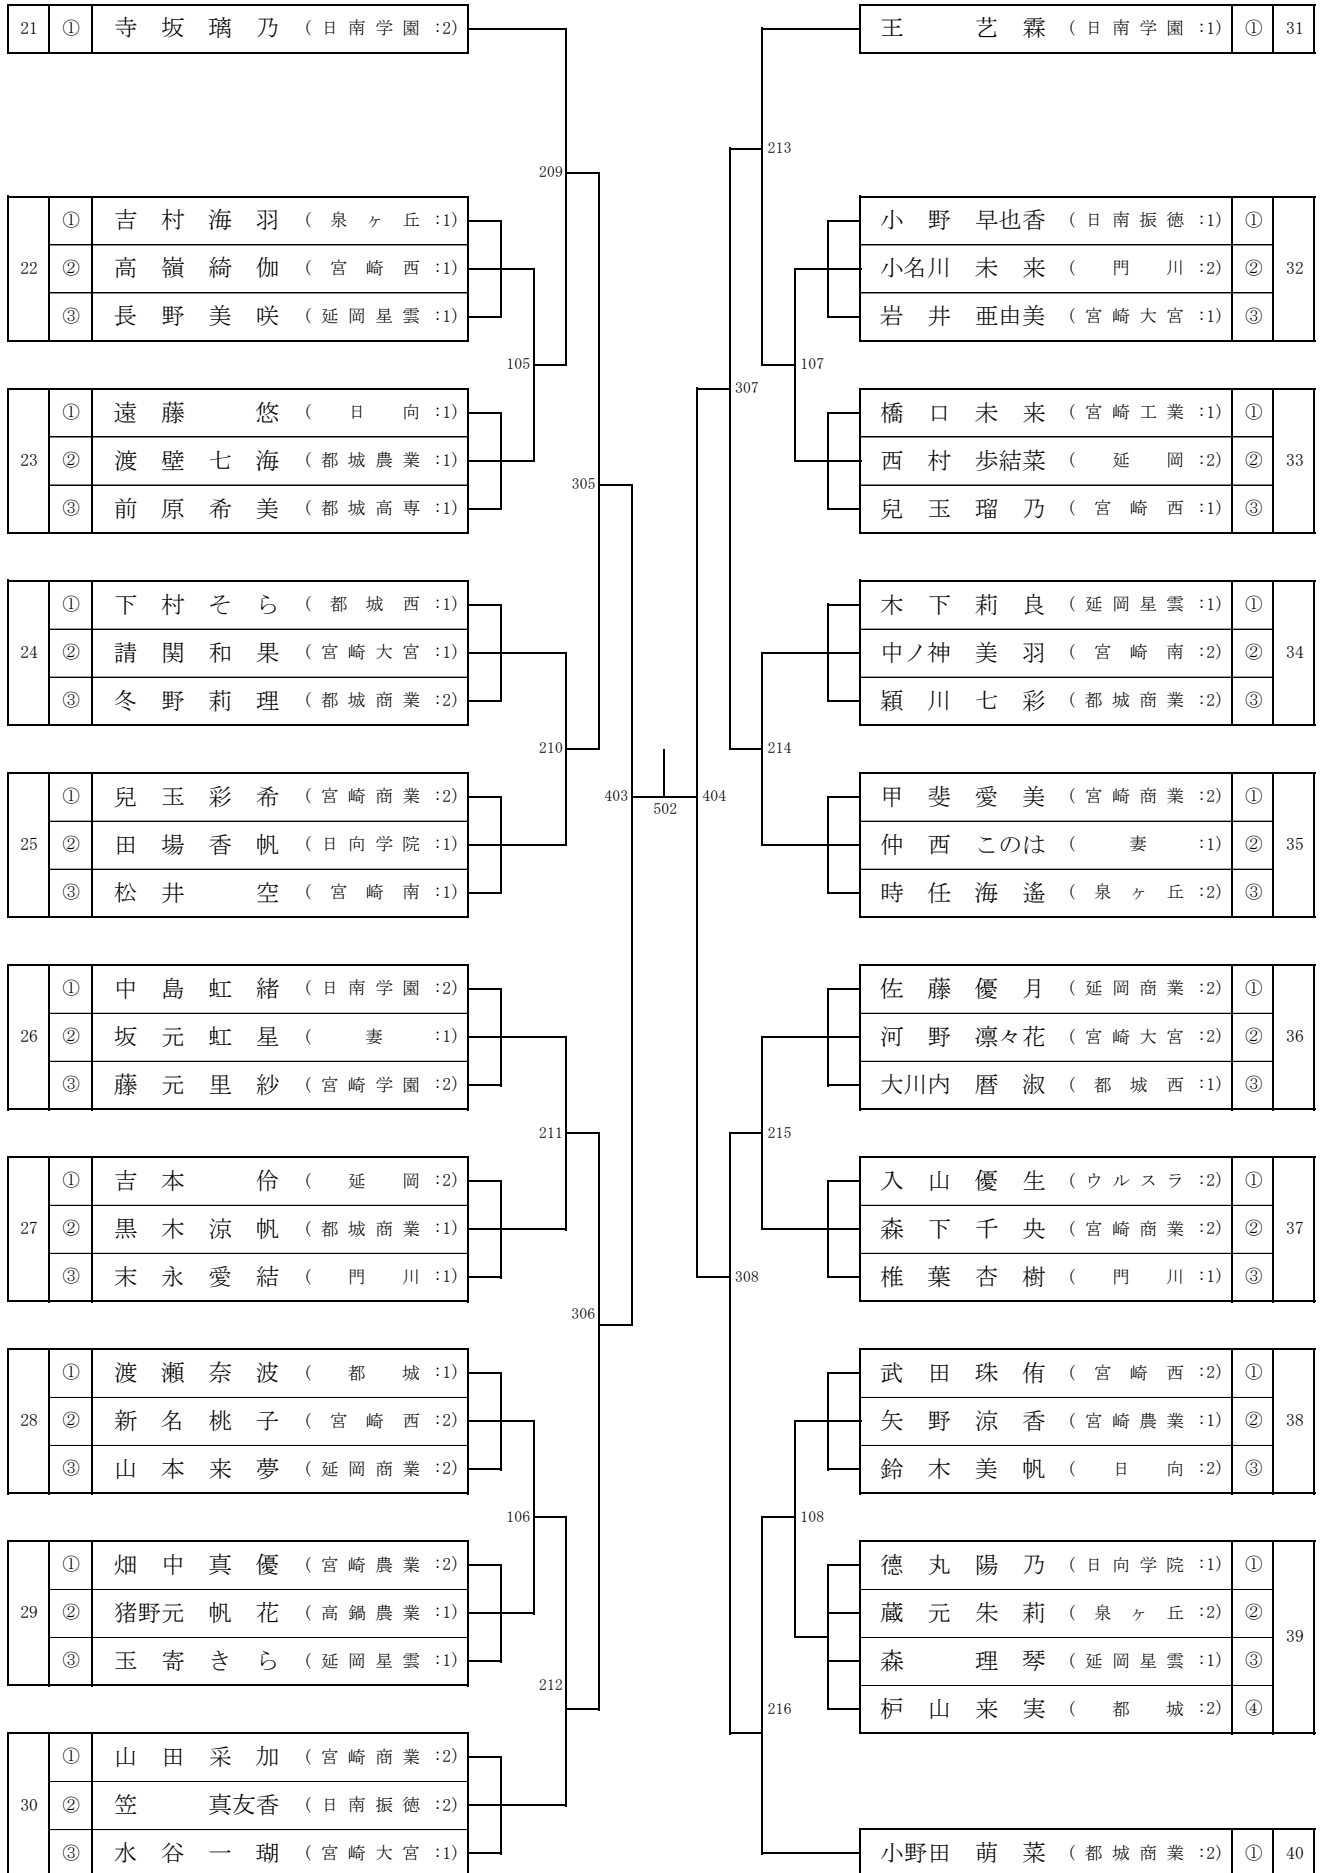 21 ① 寺坂璃乃 (日南学園:2)
209
22
① 吉村海羽 (泉ヶ丘:1)
② 高嶺綺伽 (宮崎西:1)
③ 長野美咲 (延岡星雲:1)
105
23
① 遠藤 悠 (日向:1)
② 渡壁七海 (都城農業:1)
③ 前原希美 (都城高専:1)
305
24
① 下村そら (都城西:1)
② 請関和果 (宮崎大宮:1)
③ 冬野莉理 (都城商業:2)
210
25
① 兒玉彩希 (宮崎商業:2)
② 田場香帆 (日向学院:1)
③ 松井 空 (宮崎南:1)
403
502
26
① 中島虹緒 (日南学園:2)
② 坂元虹星 (妻:1)
③ 藤元里紗 (宮崎学園:2)
211
27
① 吉本 伶 (延岡:2)
② 黒木涼帆 (都城商業:1)
③ 末永愛結 (門川:1)
306
28
① 渡瀬奈波 (都城:1)
② 新名桃子 (宮崎西:2)
③ 山本来夢 (延岡商業:2)
106
29
① 畑中真優 (宮崎農業:2)
② 猪野元帆花 (高鍋農業:1)
③ 玉寄きら (延岡星雲:1)
212
30
① 山田采加 (宮崎商業:2)
② 笠 真友香 (日南振徳:2)
③ 水谷一瑚 (宮崎大宮:1)
王 艺霖 (日南学園:1) ① 31
213
小野 早也香 (日南振徳:1) ①
小名川 未来 (門川:2) ②
岩井 亜由美 (宮崎大宮:1) ③
32
107
307
橋口未来 (宮崎工業:1) ①
西村 歩結菜 (延岡:2) ②
兒玉瑠乃 (宮崎西:1) ③
33
木下莉良 (延岡星雲:1) ①
中ノ神 美羽 (宮崎南:2) ②
穎川七彩 (都城商業:2) ③
34
214
404
甲斐愛美 (宮崎商業:2) ①
仲西 このは (妻:1) ②
時任海遙 (泉ヶ丘:2) ③
35
佐藤優月 (延岡商業:2) ①
河野 凛々花 (宮崎大宮:2) ②
大川内 暦淑 (都城西:1) ③
36
215
入山優生 (ウルスラ:2) ①
森下千央 (宮崎商業:2) ②
椎葉杏樹 (門川:1) ③
37
308
武田珠侑 (宮崎西:2) ①
矢野涼香 (宮崎農業:1) ②
鈴木美帆 (日向:2) ③
38
108
德丸陽乃 (日向学院:1) ①
蔵元朱莉 (泉ヶ丘:2) ②
森 理琴 (延岡星雲:1) ③
枦山来実 (都城:2) ④
39
216
小野田 萌菜 (都城商業:2) ① 40